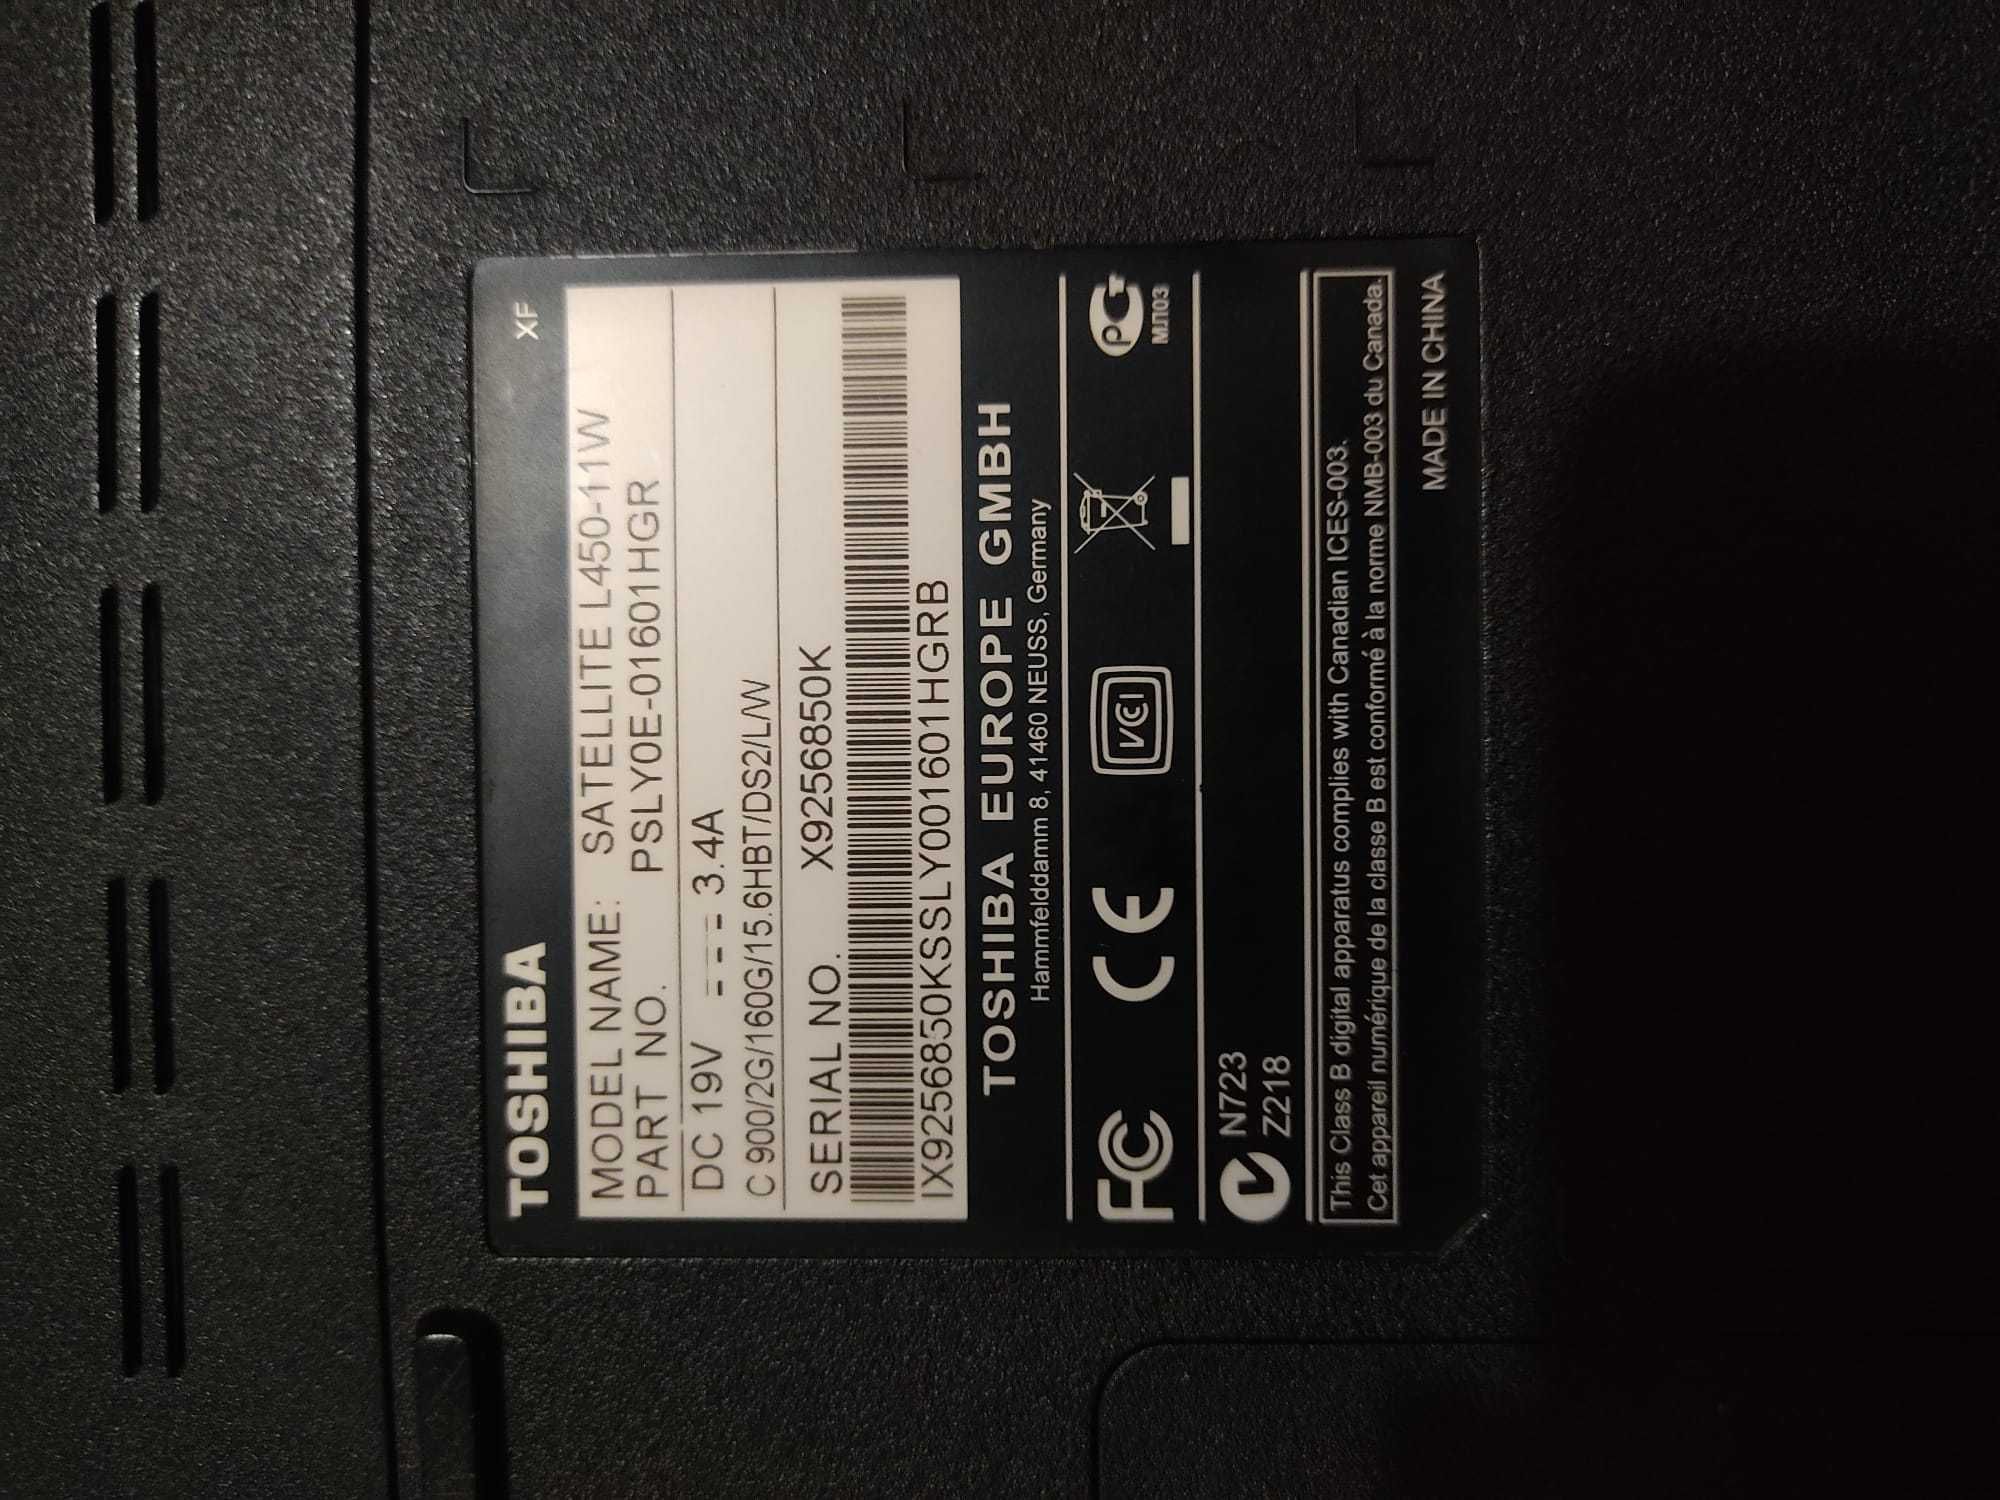 TOSHIBA XF
MODEL NAME: SATELLITE L450-11W
PART NO. PSLY0E-01601HGR
DC 19V 3.4A
C 900/2G/160G/15.6HBT/DS2/L/W
SERIAL NO. X9256850K
IX9256850KSSLY001601HGRB
TOSHIBA EUROPE GMBH
Hammfelddamm 8, 41460 NEUSS, Germany
FC CE VCI PCT
MЛ03
N723
Z218
This Class B digital apparatus complies with Canadian ICES-003.
Cet appareil numérique de la classe B est conformé à la norme NMB-003 du Canada.
MADE IN CHINA